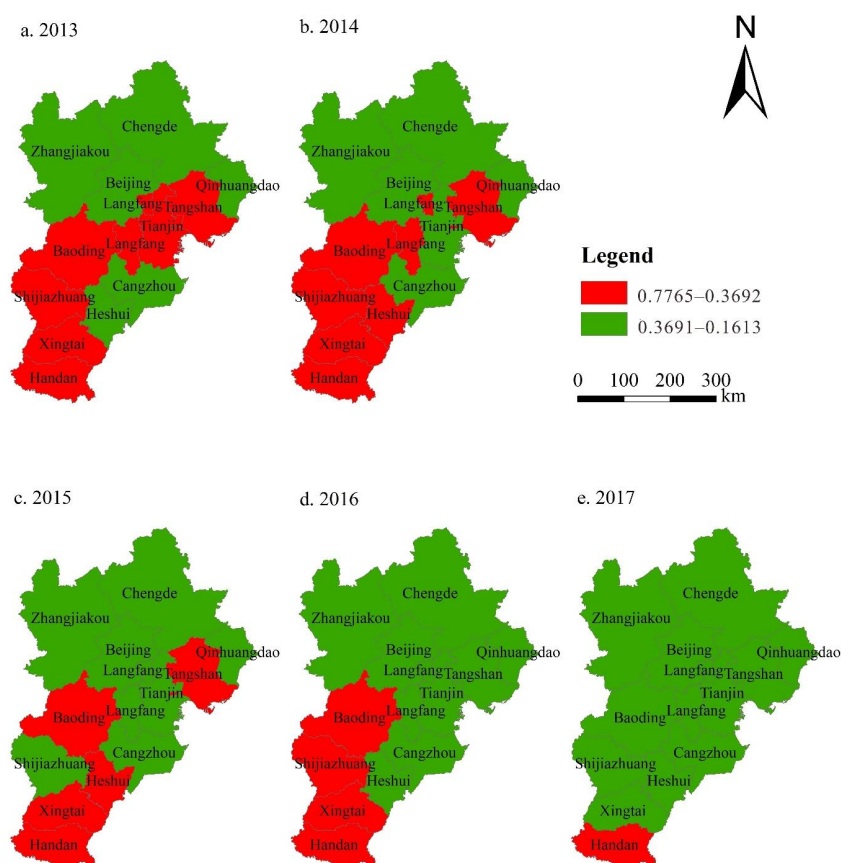 a. 2013
Chengde
Zhangjiakou
Beijing
Qinhuangdao
Langfang
Tangshan
Tianjin
Baoding
Langfang
Cangzhou
Shijiazhuang
Heshui
Xingtai
Handan
b. 2014
Chengde
Zhangjiakou
Beijing
Qinhuangdao
Langfang
Tangshan
Tianjin
Baoding
Langfang
Cangzhou
Shijiazhuang
Heshui
Xingtai
Handan
N
Legend
0.7765–0.3692
0.3691–0.1613
0 100 200 300
km
c. 2015
Chengde
Zhangjiakou
Beijing
Qinhuangdao
Langfang
Tangshan
Tianjin
Langfang
Baoding
Cangzhou
Shijiazhuang
Heshui
Xingtai
Handan
d. 2016
Chengde
Zhangjiakou
Beijing
Qinhuangdao
Langfang
Tangshan
Tianjin
Langfang
Baoding
Cangzhou
Shijiazhuang
Heshui
Xingtai
Handan
e. 2017
Chengde
Zhangjiakou
Beijing
Qinhuangdao
Langfang
Tangshan
Tianjin
Langfang
Baoding
Cangzhou
Shijiazhuang
Heshui
Xingtai
Handan